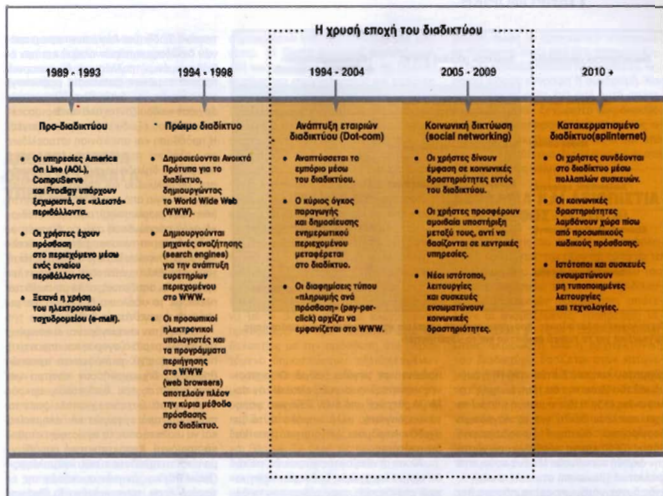 Η χρυσή εποχή του διαδικτύου
1989 - 1993
1994 - 1998
1994 - 2004
2005 - 2009
2010 +
Προ-διαδικτύου
• Οι υπηρεσίες America
On Line (AOL),
CompuServe
και Prodigy υπάρχουν
ξεχωριστά, σε «κλειστό»
περιβάλλοντα.
• Οι χρήστες έχουν
πρόσβαση
στο περιεχόμενο μέσω
ενός ενιαίου
περιβάλλοντος.
• Ξεκινά η χρήση
του ηλεκτρονικού
ταχυδρομείου (e-mail).
Πρώιμο διαδίκτυο
• Δημοσιεύονται Ανοικτά
Πρότυπα για το
διαδίκτυο,
δημιουργώντας
το World Wide Web
(WWW).
• Δημιουργούνται
μηχανές αναζήτησης
(search engines)
για την ανάπτυξη
ευρετηρίων
περιεχομένου
στο WWW.
• Οι προσωπικοί
ηλεκτρονικοί
υπολογιστές και
τα προγράμματα
περιήγησης
στο WWW
(web browsers)
αποτελούν πλέον
την κύρια μέθοδο
πρόσβασης
στο διαδίκτυο.
Ανάπτυξη εταιριών
διαδικτύου (Dot-com)
• Αναπτύσσεται το
εμπόριο μέσω
του διαδικτύου.
• Ο κύριος όγκος
παραγωγής
και δημοσίευσης
ενημερωτικού
περιεχομένου
μεταφέρεται
στο διαδίκτυο.
• Οι διαφημίσεις τύπου
«πληρωμής ανά
πρόσβαση» (pay-per-
click) αρχίζει να
εμφανίζεται στο WWW.
Κοινωνική δικτύωση
(social networking)
• Οι χρήστες δίνουν
έμφαση σε κοινωνικές
δραστηριότητες εντός
του διαδικτύου.
• Οι χρήστες προσφέρουν
αμοιβαία υποστήριξη
μεταξύ τους, αντί να
βασίζονται σε κεντρικές
υπηρεσίες.
• Νέοι ιστότοποι,
λειτουργίες
και συσκευές
ενσωματώνουν
κοινωνικές
δραστηριότητες.
Κατακερματισμένο
διαδίκτυο(splinternet)
• Οι χρήστες συνδέονται
στο διαδίκτυο μέσω
πολλαπλών συσκευών.
• Οι κοινωνικές
δραστηριότητες
λαμβάνουν χώρα πίσω
από προσωπικούς
κωδικούς πρόσβασης.
• Ιστότοποι και συσκευές
ενσωματώνουν
μη τυποποιημένες
λειτουργίες
και τεχνολογίες.